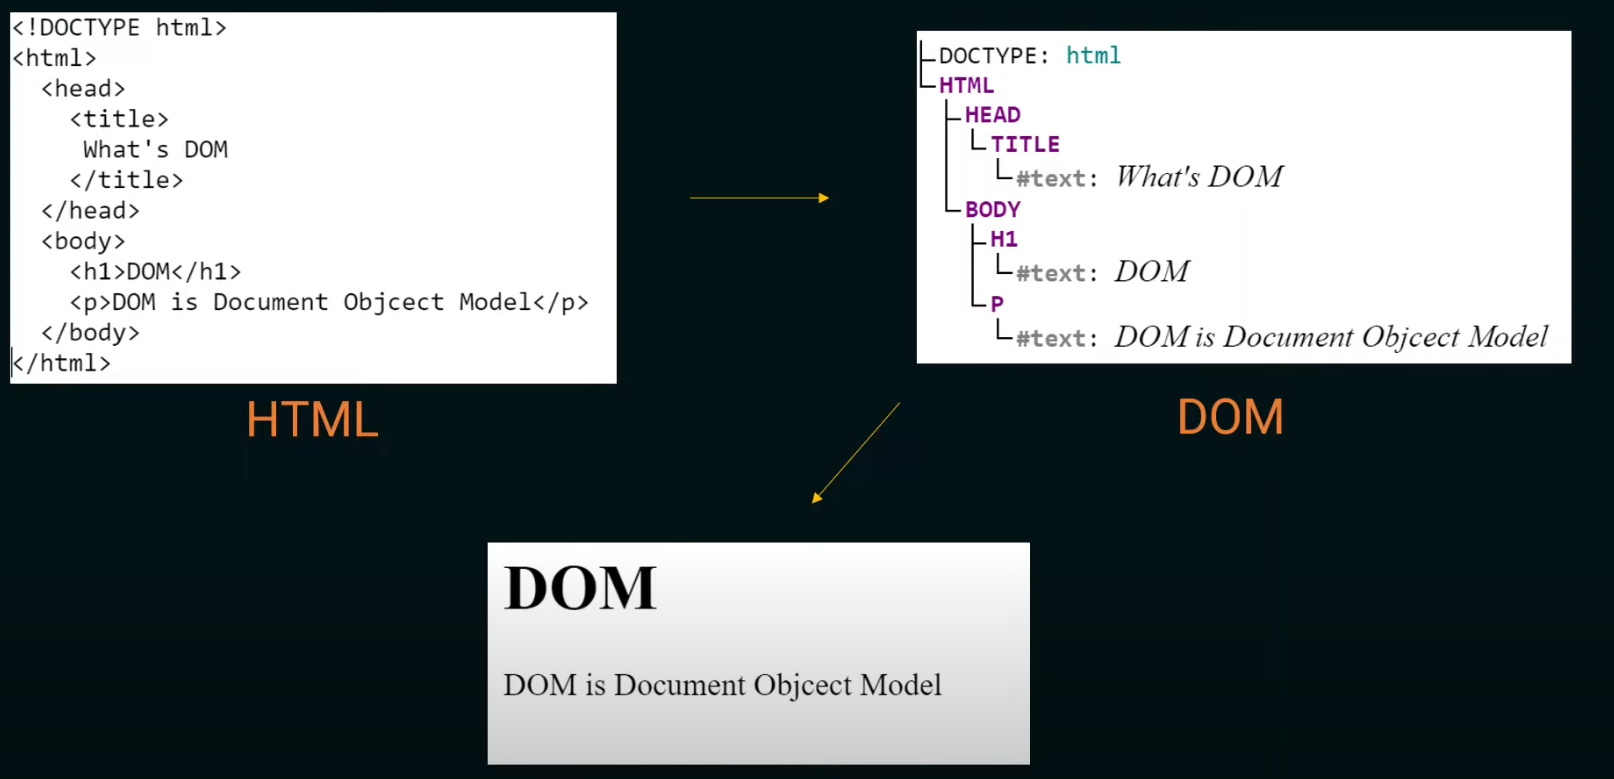 <!DOCTYPE html>
<html>
<head>
<title>
What's DOM
</title>
</head>
<body>
<h1>DOM</h1>
<p>DOM is Document Objcect Model</p>
</body>
</html>
HTML
DOCTYPE: html
HTML
HEAD
TITLE
#text: What's DOM
BODY
H1
#text: DOM
P
#text: DOM is Document Objcect Model
DOM
DOM
DOM is Document Objcect Model